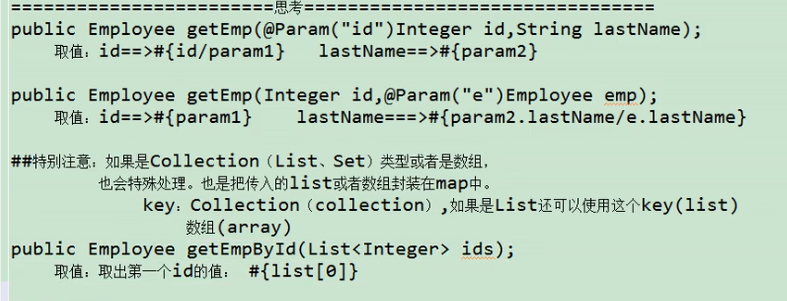 ========================思考==================================
public Employee getEmp(@Param("id")Integer id,String lastName);
取值：id==>#{id/param1}   lastName==>#{param2}
public Employee getEmp(Integer id,@Param("e")Employee emp);
取值：id==>#{param1}    lastName===>#{param2.lastName/e.lastName}
##特别注意：如果是Collection（List、Set）类型或者是数组，
也会特殊处理。也是把传入的list或者数组封装在map中。
key：Collection（collection）,如果是List还可以使用这个key(list)
数组(array)
public Employee getEmpById(List<Integer> ids);
取值：取出第一个id的值： #{list[0]}